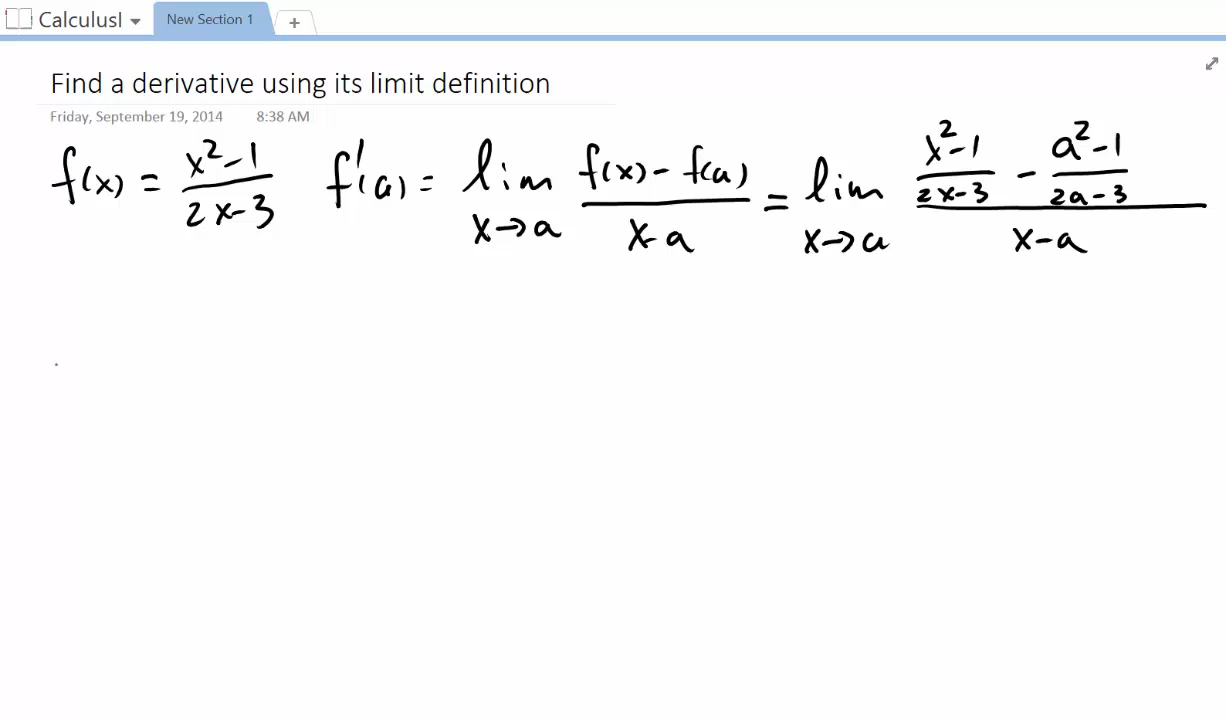 CalculusI New Section 1 +
Find a derivative using its limit definition
Friday, September 19, 2014 8:38 AM
f(x) = (x²-1)/(2x-3) f'(a) = lim x→a (f(x) - f(a))/(x-a) = lim x→a ((x²-1)/(2x-3) - (a²-1)/(2a-3))/(x-a)